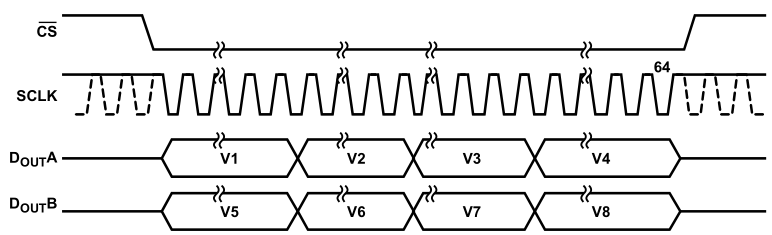 CS
64
SCLK
DOUTA
V1 V2 V3 V4
DOUTB
V5 V6 V7 V8